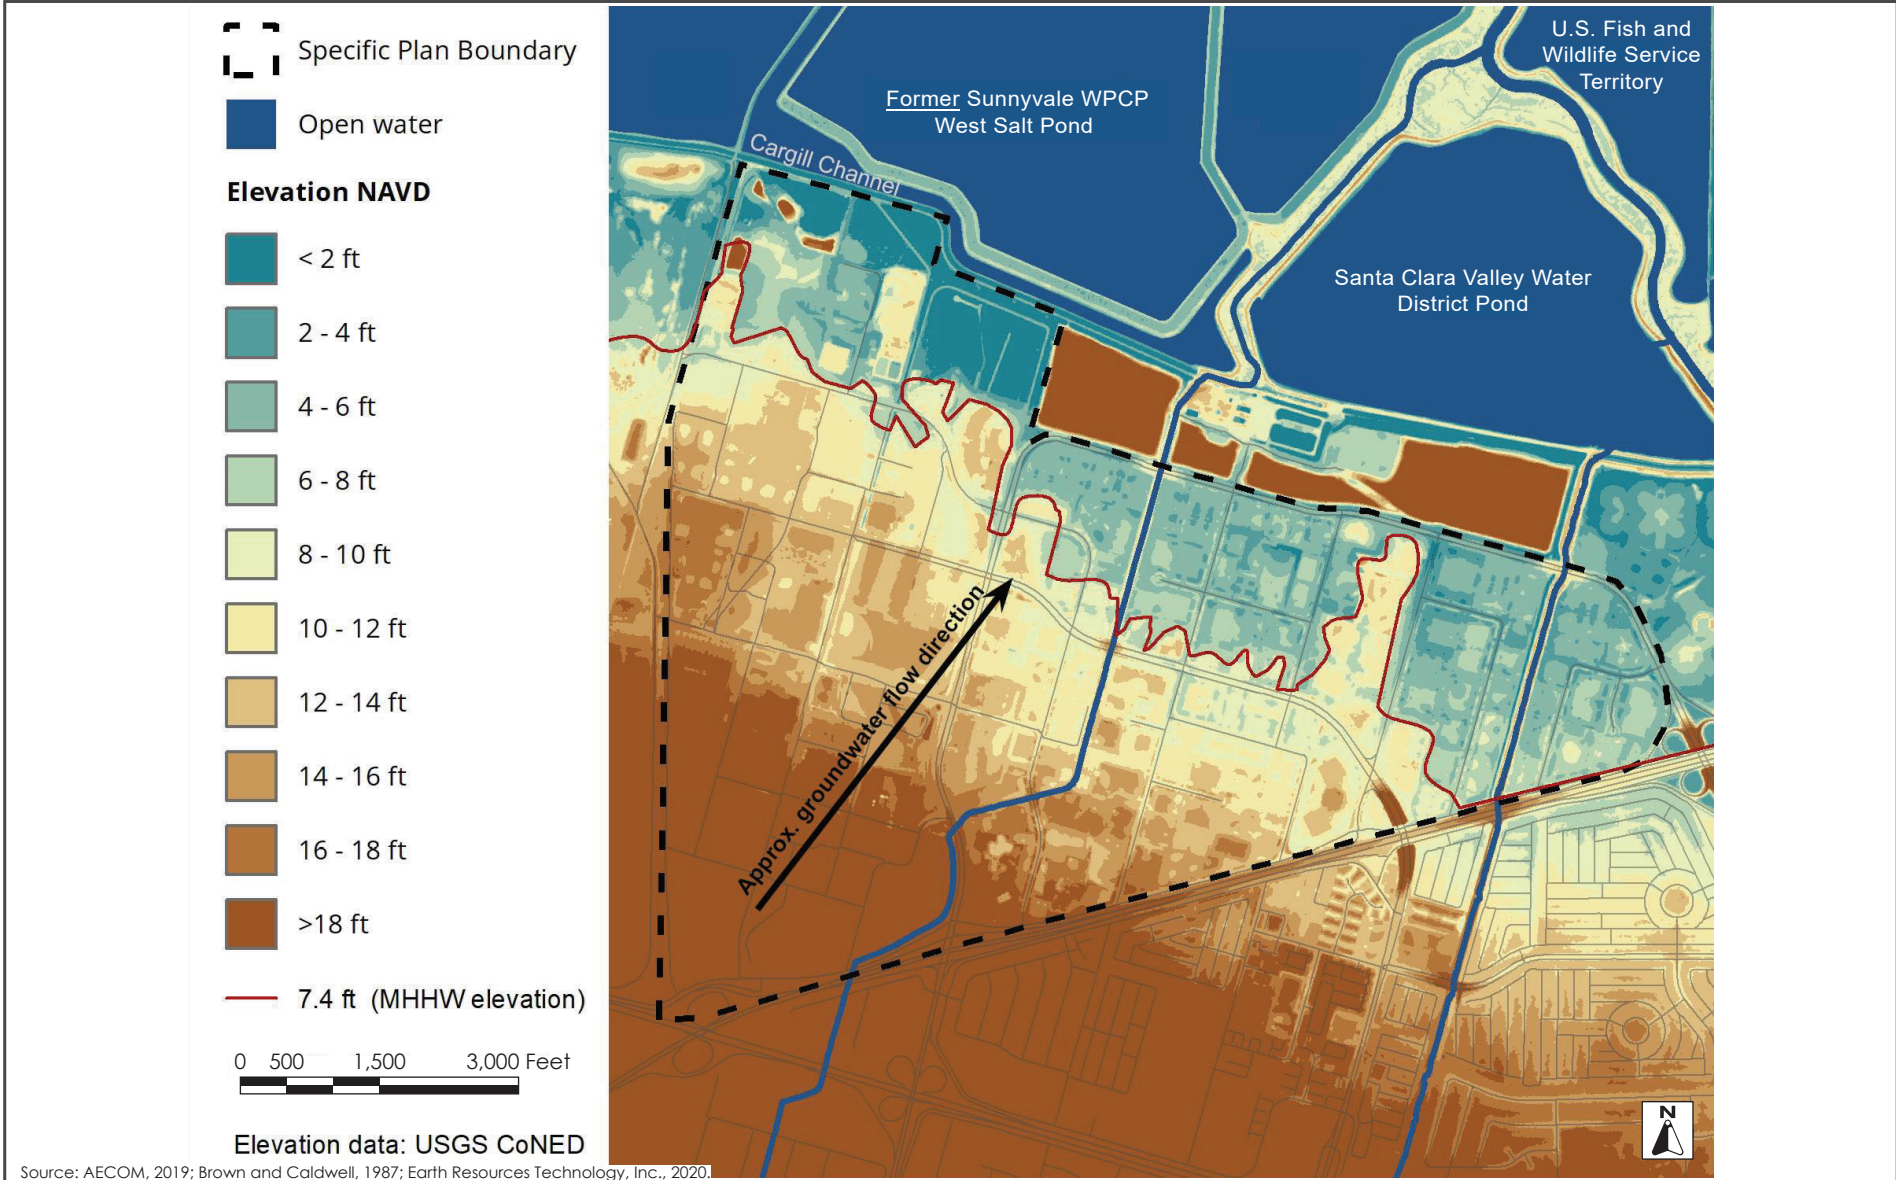 Specific Plan Boundary
Open water
Elevation NAVD
< 2 ft
2 - 4 ft
4 - 6 ft
6 - 8 ft
8 - 10 ft
10 - 12 ft
12 - 14 ft
14 - 16 ft
16 - 18 ft
>18 ft
7.4 ft (MHHW elevation)
0 500 1,500 3,000 Feet
Elevation data: USGS CoNED
Source: AECOM, 2019; Brown and Caldwell, 1987; Earth Resources Technology, Inc., 2020.
U.S. Fish and
Wildlife Service
Territory
Former Sunnyvale WPCP
West Salt Pond
Cargill Channel
Santa Clara Valley Water
District Pond
Approx. groundwater flow direction
N